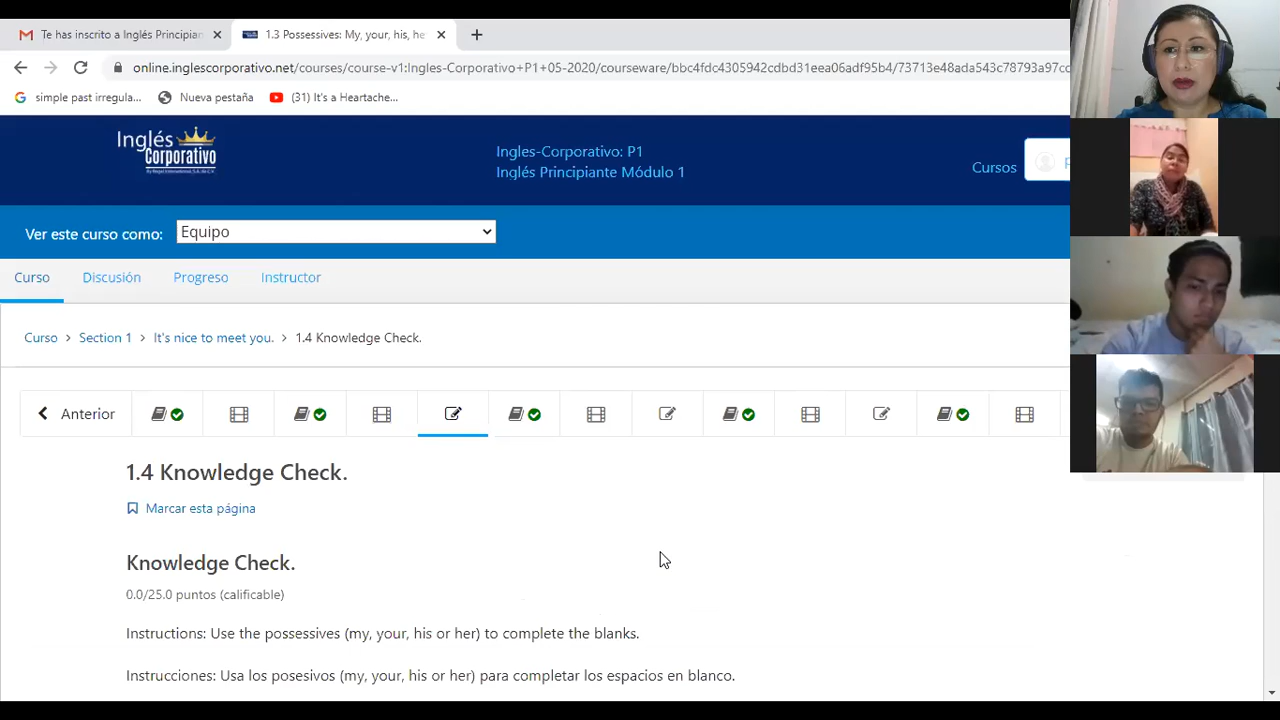 Te has inscrito a Inglés Principian
1.3 Possessives: My, your, his, he
online.inglescorporativo.net/courses/course-v1:Ingles-Corporativo+P1+05-2020/courseware/bbc4fdc4305942cdbd31eea06adf95b4/73713e48ada543c78793a97cc
simple past irregula...
Nueva pestaña
(31) It's a Heartache...
Inglés
Corporativo
Ingles-Corporativo: P1
Inglés Principiante Módulo 1
Cursos
Ver este curso como:
Equipo
Curso
Discusión
Progreso
Instructor
Curso > Section 1 > It's nice to meet you. > 1.4 Knowledge Check.
Anterior
1.4 Knowledge Check.
Marcar esta página
Knowledge Check.
0.0/25.0 puntos (calificable)
Instructions: Use the possessives (my, your, his or her) to complete the blanks.
Instrucciones: Usa los posesivos (my, your, his or her) para completar los espacios en blanco.